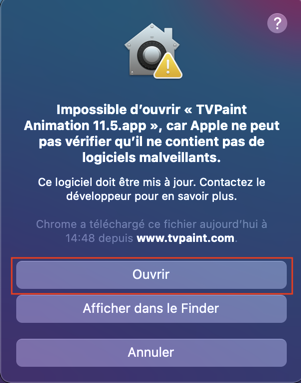 ?
Impossible d'ouvrir « TVPaint
Animation 11.5.app », car Apple ne peut
pas vérifier qu'il ne contient pas de
logiciels malveillants.
Ce logiciel doit être mis à jour. Contactez le
développeur pour en savoir plus.
Chrome a téléchargé ce fichier aujourd'hui à
14:48 depuis www.tvpaint.com.
Ouvrir
Afficher dans le Finder
Annuler